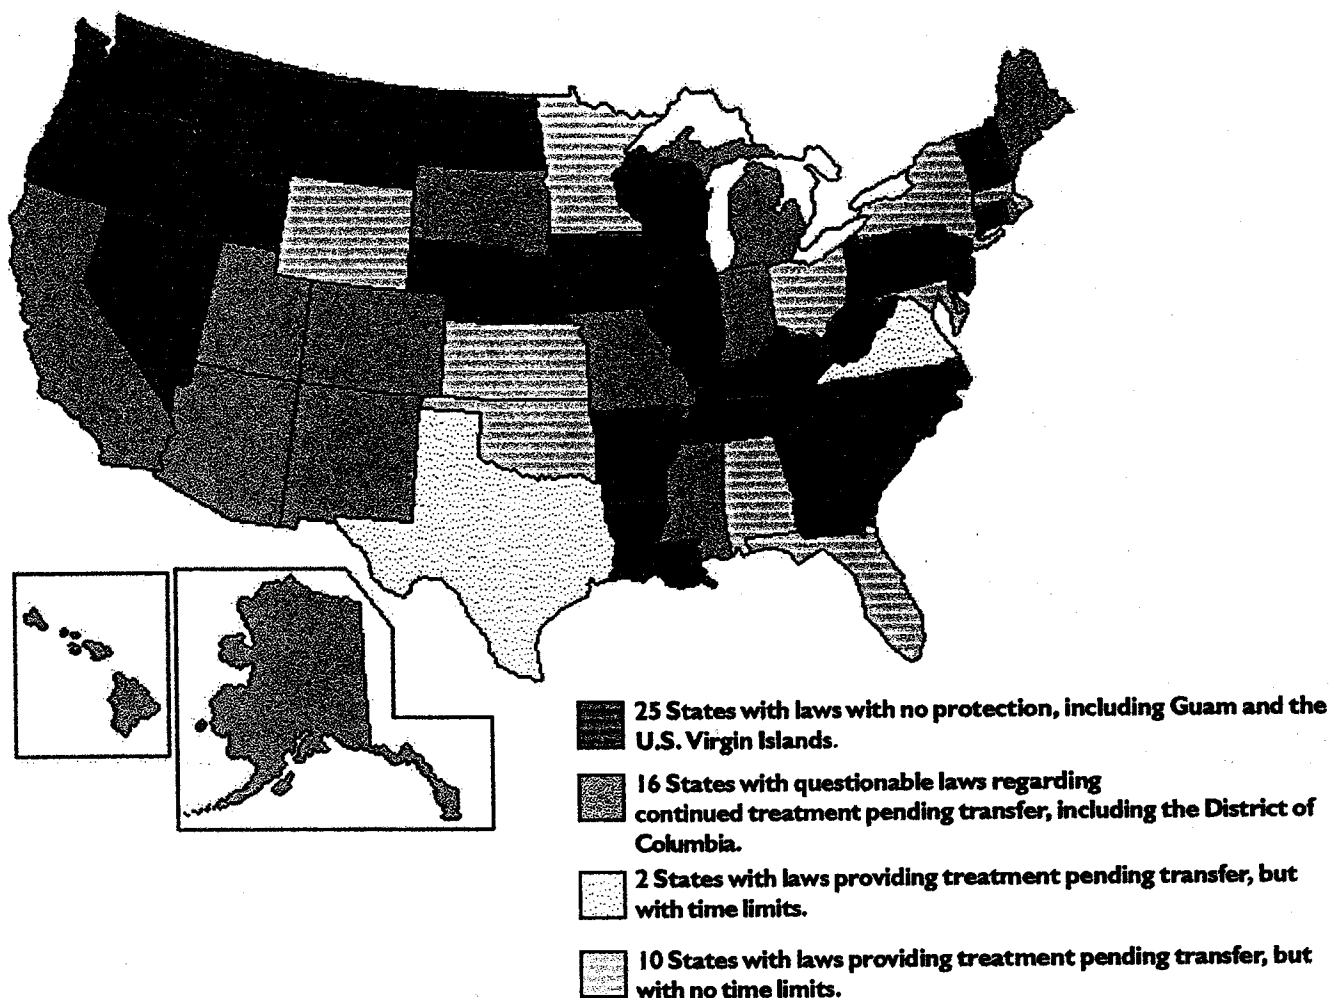 25 States with laws with no protection, including Guam and the
U.S. Virgin Islands.
16 States with questionable laws regarding
continued treatment pending transfer, including the District of
Columbia.
2 States with laws providing treatment pending transfer, but
with time limits.
10 States with laws providing treatment pending transfer, but
with no time limits.